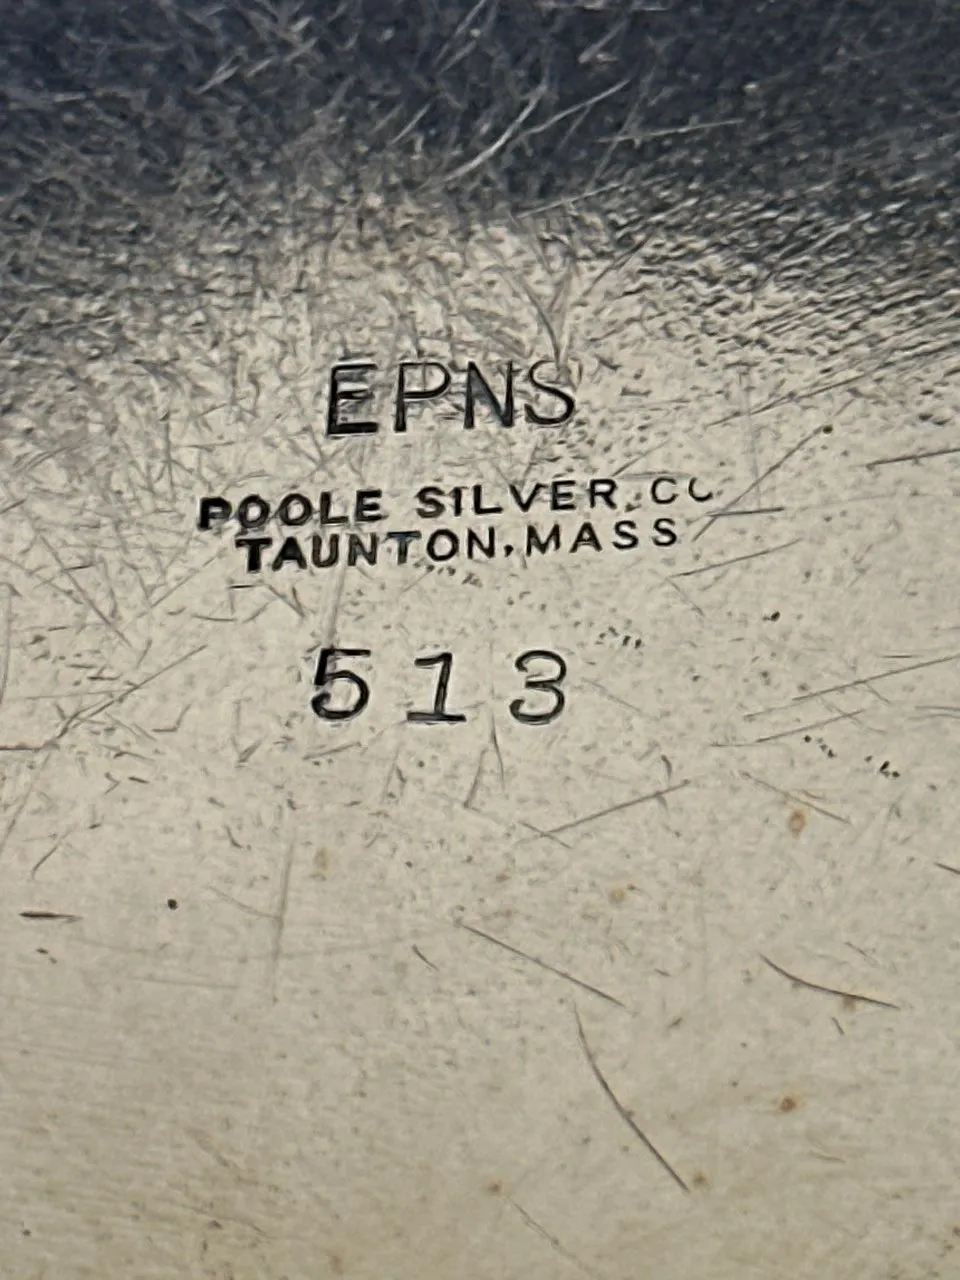 EPNS
POOLE SILVER CO
TAUNTON, MASS
513